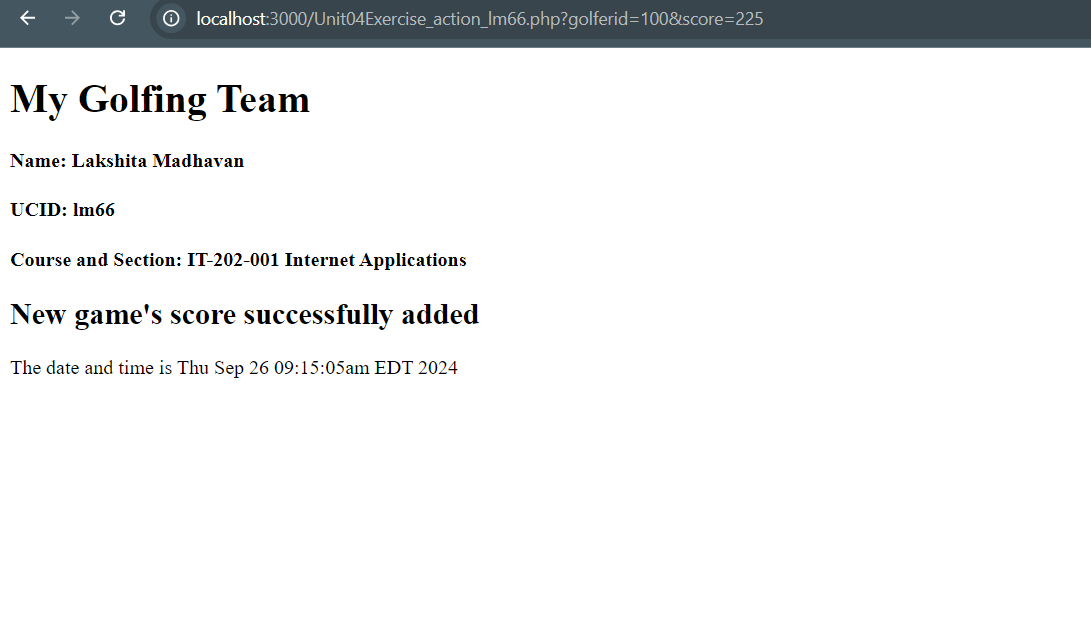 localhost:3000/Unit04Exercise_action_lm66.php?golferid=100&score=225
My Golfing Team
Name: Lakshita Madhavan
UCID: lm66
Course and Section: IT-202-001 Internet Applications
New game's score successfully added
The date and time is Thu Sep 26 09:15:05am EDT 2024